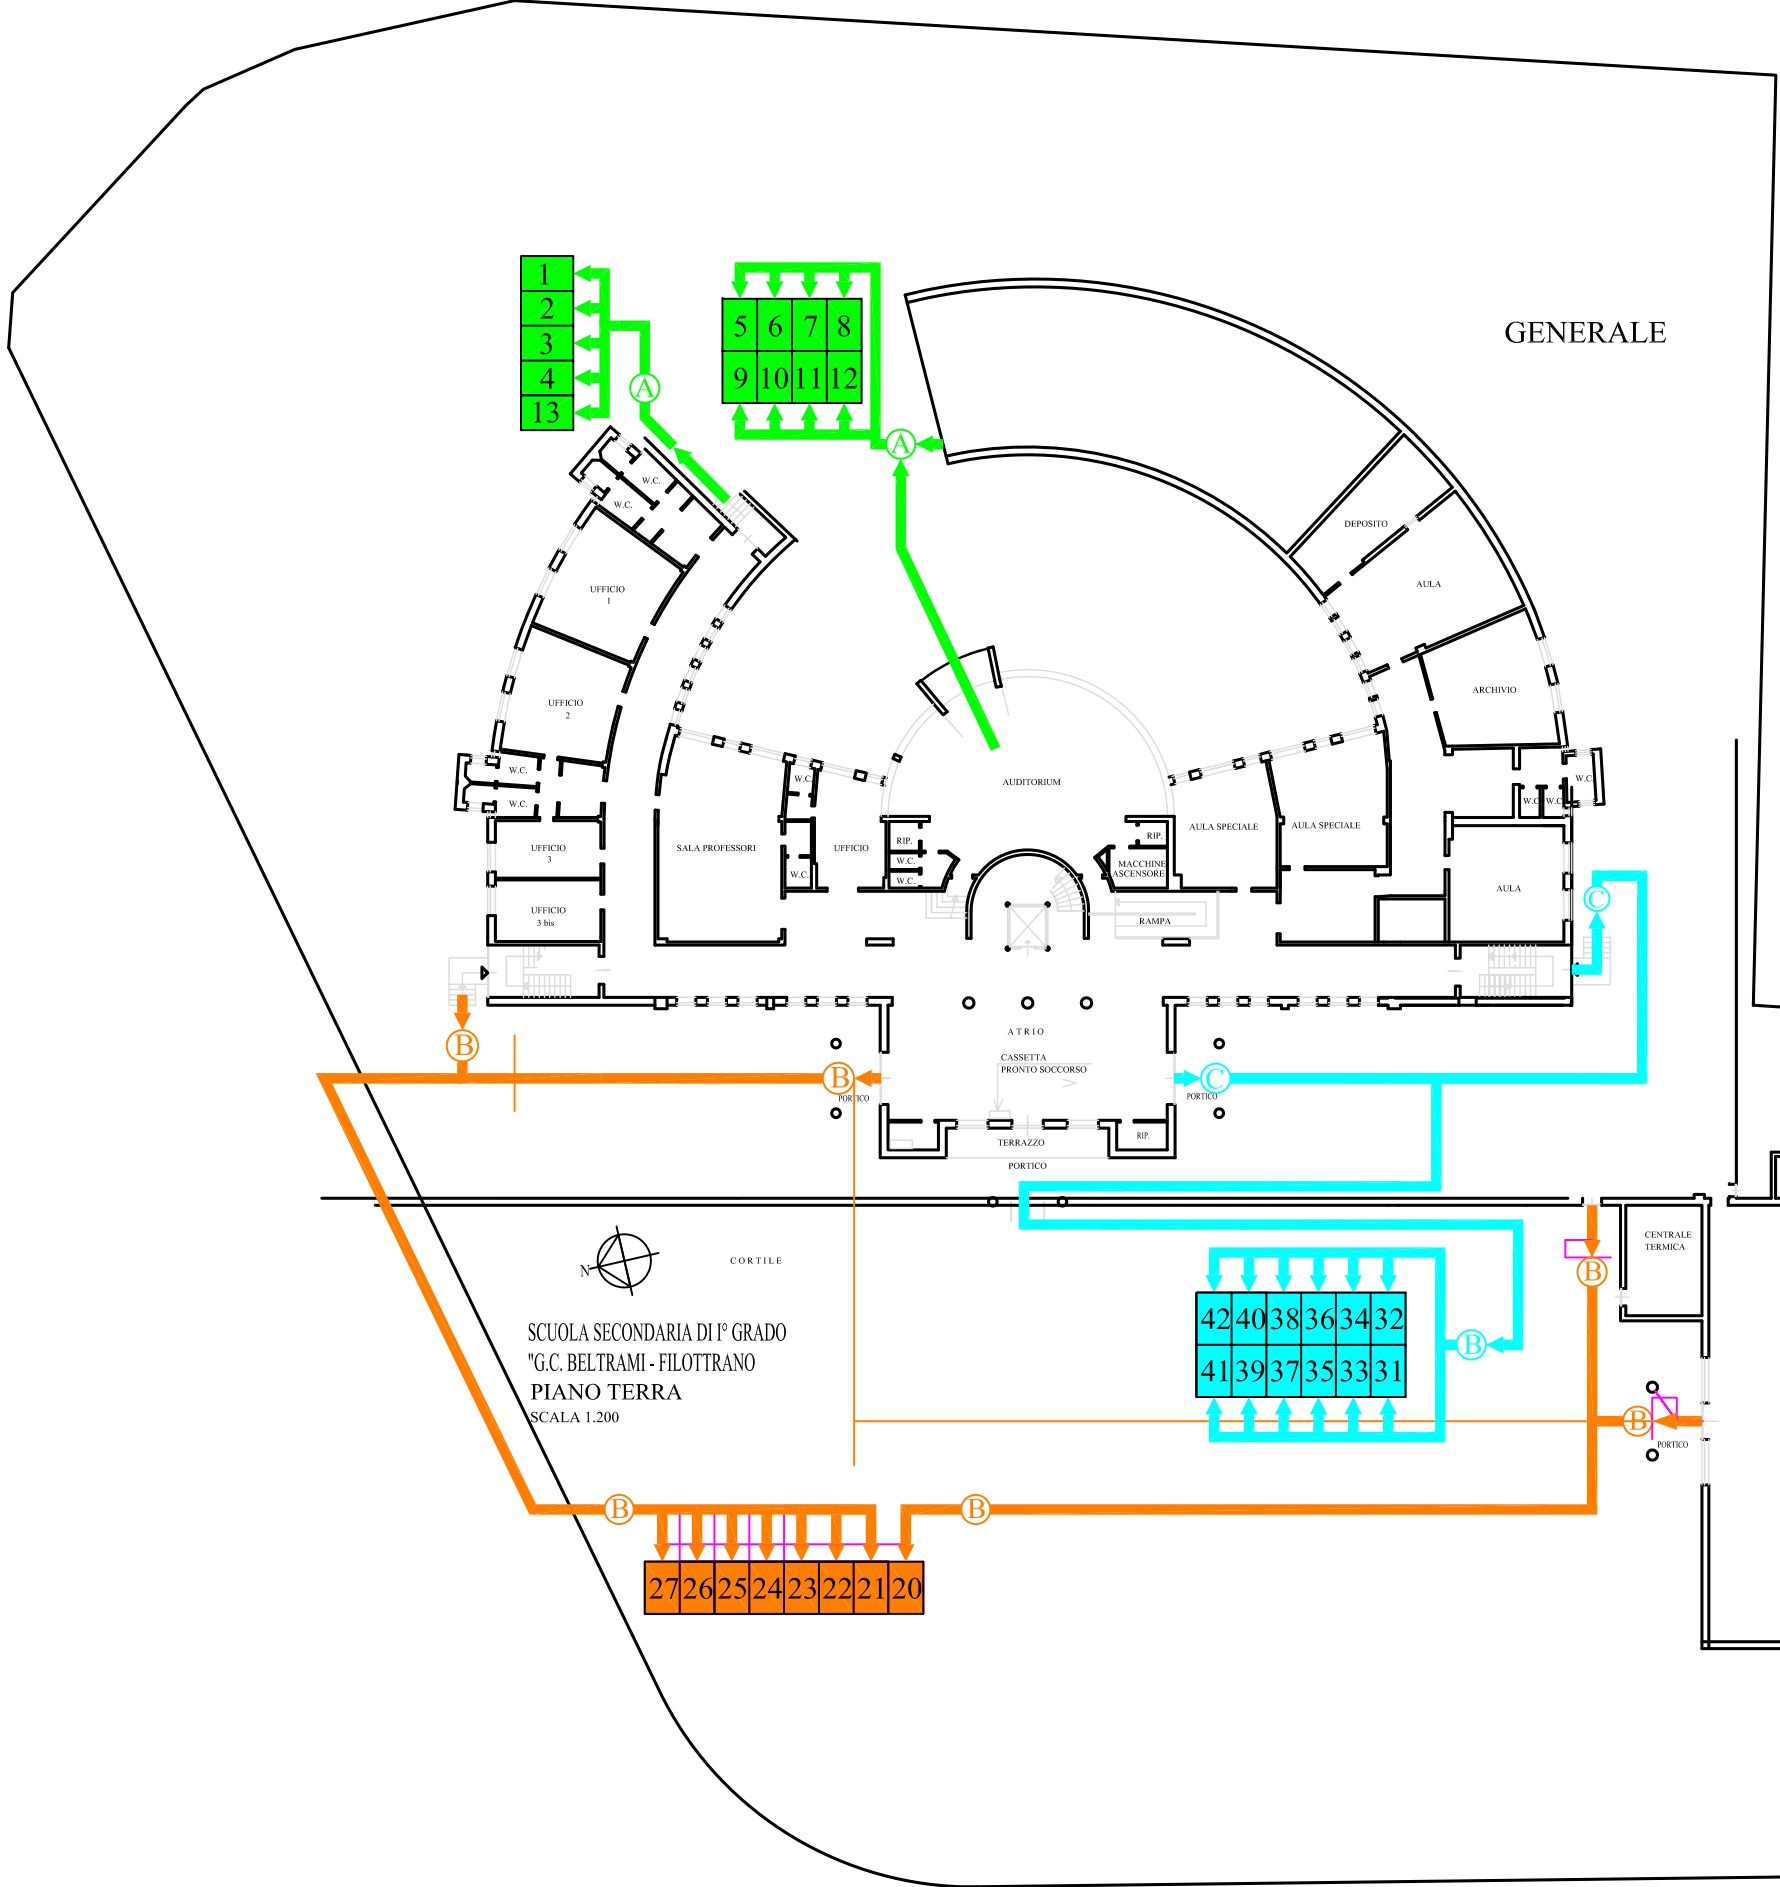 GENERALE
1
2
3
4
13
A
5 6 7 8
9 10 11 12
A
W.C.
W.C.
DEPOSITO
UFFICIO
1
AULA
UFFICIO
2
ARCHIVIO
W.C.
W.C.
W.C.
AUDITORIUM
W.C.
W.C.
W.C.
UFFICIO
3
SALA PROFESSORI
UFFICIO
RIP.
W.C.
W.C.
W.C.
RIP.
MACCHINE
ASCENSORE
AULA SPECIALE
AULA SPECIALE
AULA
UFFICIO
3 bis
RAMPA
C
B
ATRIO
CASSETTA
PRONTO SOCCORSO
B
PORTICO
C
PORTICO
TERRAZZO
RIP.
PORTICO
CENTRALE
TERMICA
N
CORTILE
B
SCUOLA SECONDARIA DI I° GRADO
"G.C. BELTRAMI - FILOTTRANO
PIANO TERRA
SCALA 1.200
42 40 38 36 34 32
41 39 37 35 33 31
B
B
PORTICO
B
B
27 26 25 24 23 22 21 20